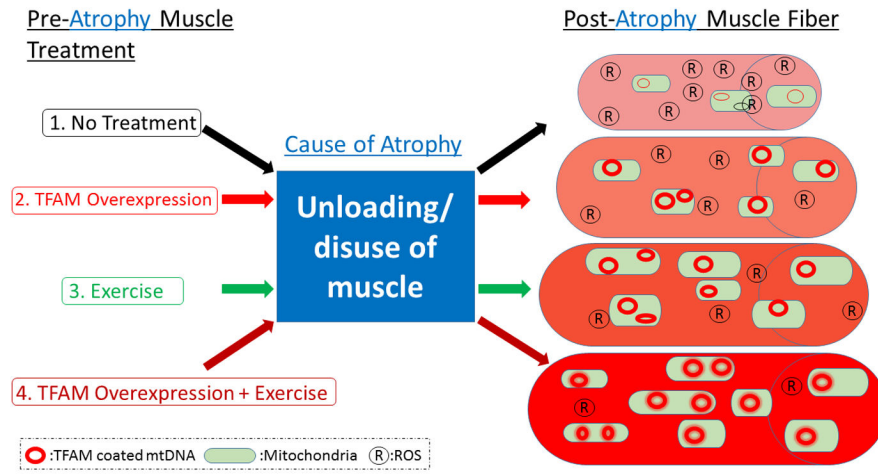 Pre-Atrophy Muscle
Treatment
Post-Atrophy Muscle Fiber
1. No Treatment
Cause of Atrophy
2. TFAM Overexpression
Unloading/
disuse of
muscle
3. Exercise
4. TFAM Overexpression + Exercise
R R R R R
R R
R R
R R
R R
R
R R
R
R
R R
R
R
:TFAM coated mtDNA :Mitochondria R :ROS